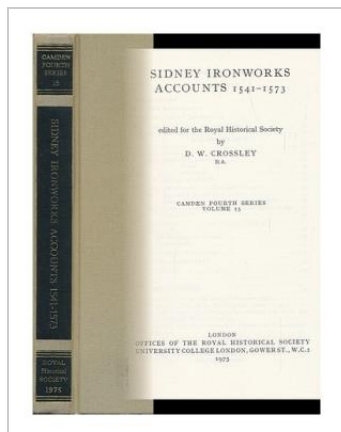 CAMDEN
FOURTH
SERIES
15
SIDNEY IRONWORKS ACCOUNTS 1541-1573
ROYAL
Historical
SOCIETY
1975
SIDNEY IRONWORKS
ACCOUNTS 1541-1573
edited for the Royal Historical Society
by
D. W. CROSSLEY
CAMDEN FOURTH SERIES
VOLUME 15
LONDON
OFFICES OF THE ROYAL HISTORICAL SOCIETY
UNIVERSITY COLLEGE LONDON, GOWER ST., W.C.1
1975